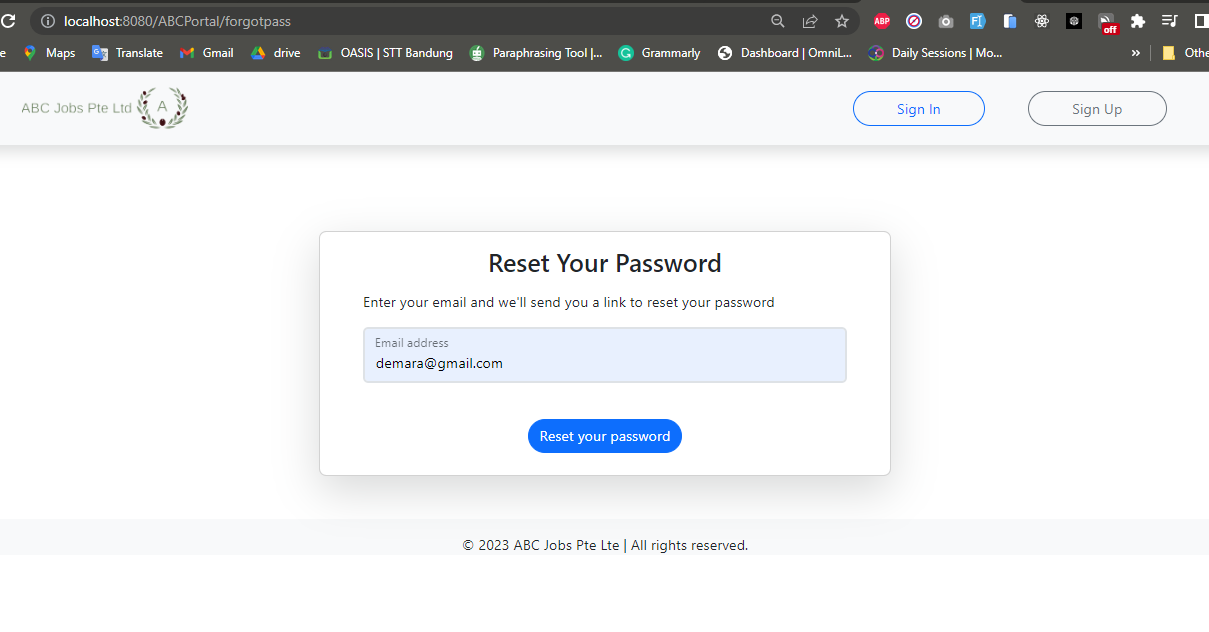 localhost:8080/ABCPortal/forgotpass
ABP
off
Maps
Translate
Gmail
drive
OASIS | STT Bandung
Paraphrasing Tool |...
Grammarly
Dashboard | OmniL...
Daily Sessions | Mo...
»
Othe
ABC Jobs Pte Ltd
A
Sign In
Sign Up
Reset Your Password
Enter your email and we'll send you a link to reset your password
Email address
demara@gmail.com
Reset your password
© 2023 ABC Jobs Pte Lte | All rights reserved.